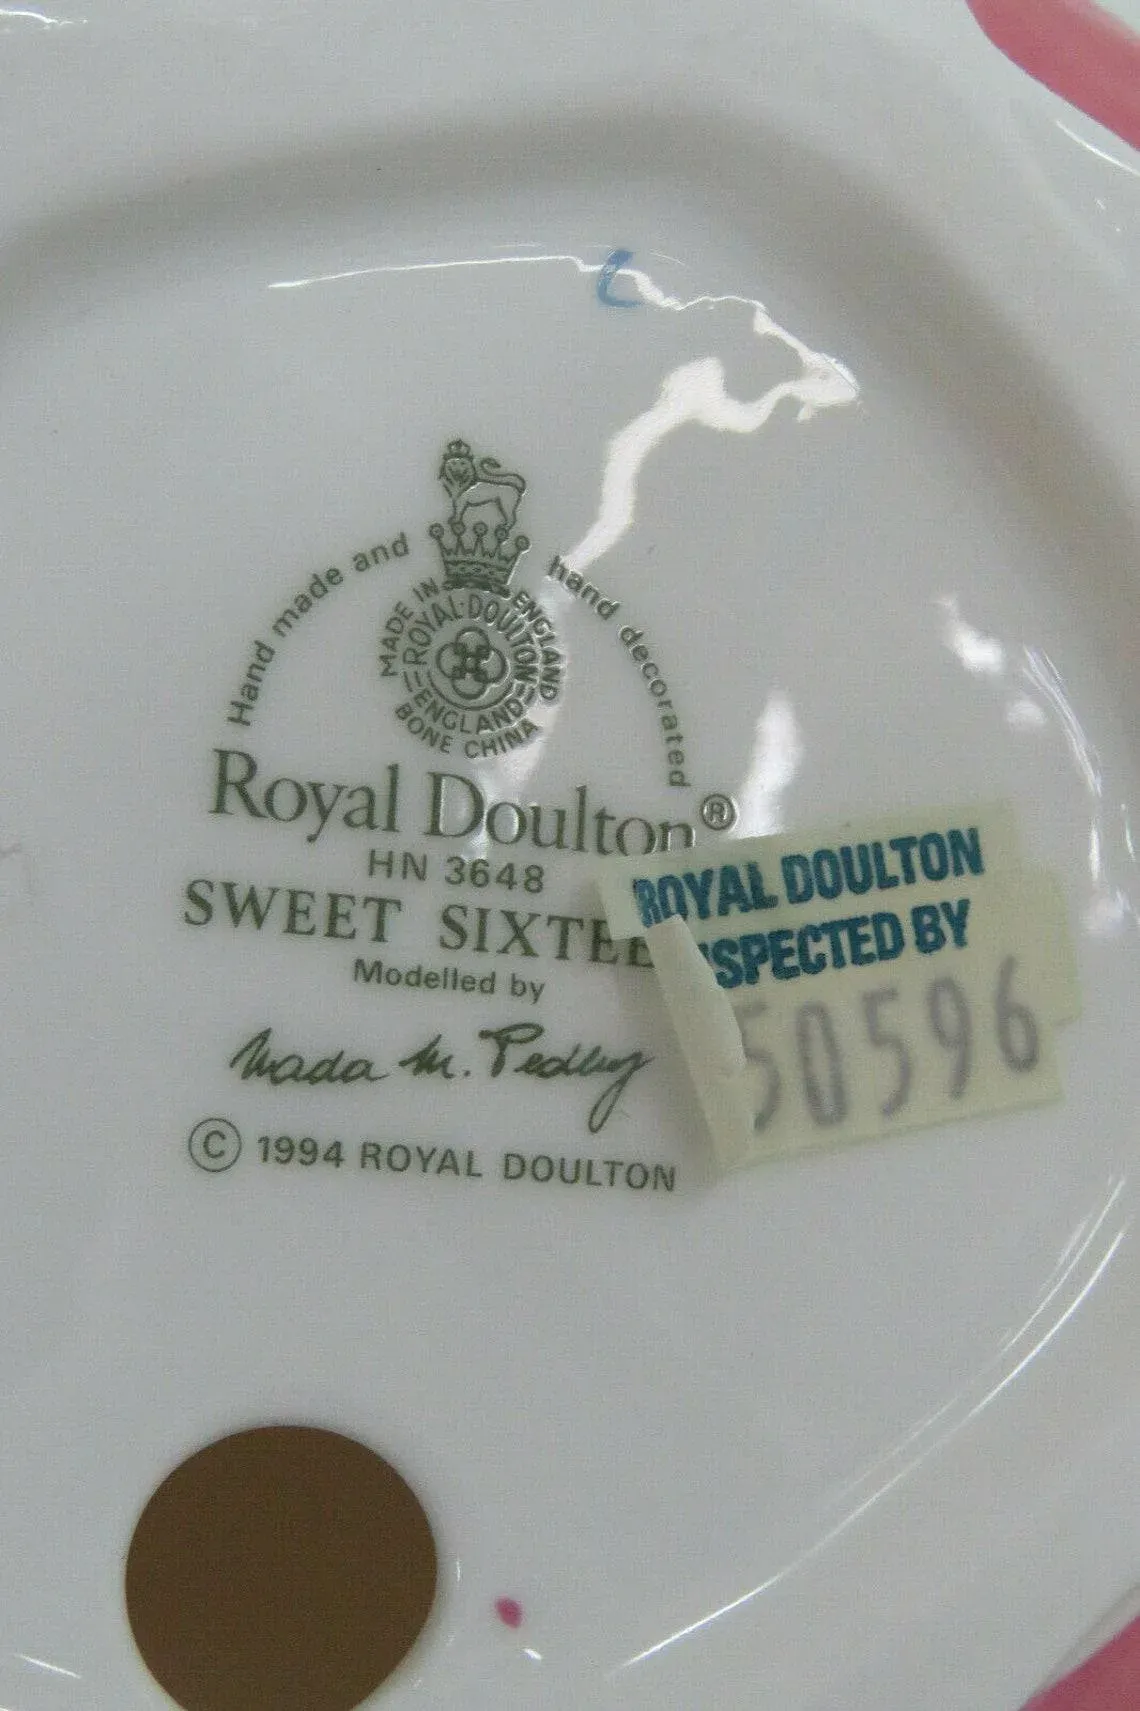 C
Hand made and hand decorated
MADE IN ENGLAND
ROYAL·DOULTON
=ENGLAND=
BONE CHINA
Royal Doulton®
HN 3648
SWEET SIXTEE
Modelled by
Nada M. Pedley
© 1994 ROYAL DOULTON
ROYAL DOULTON
NSPECTED BY
50596